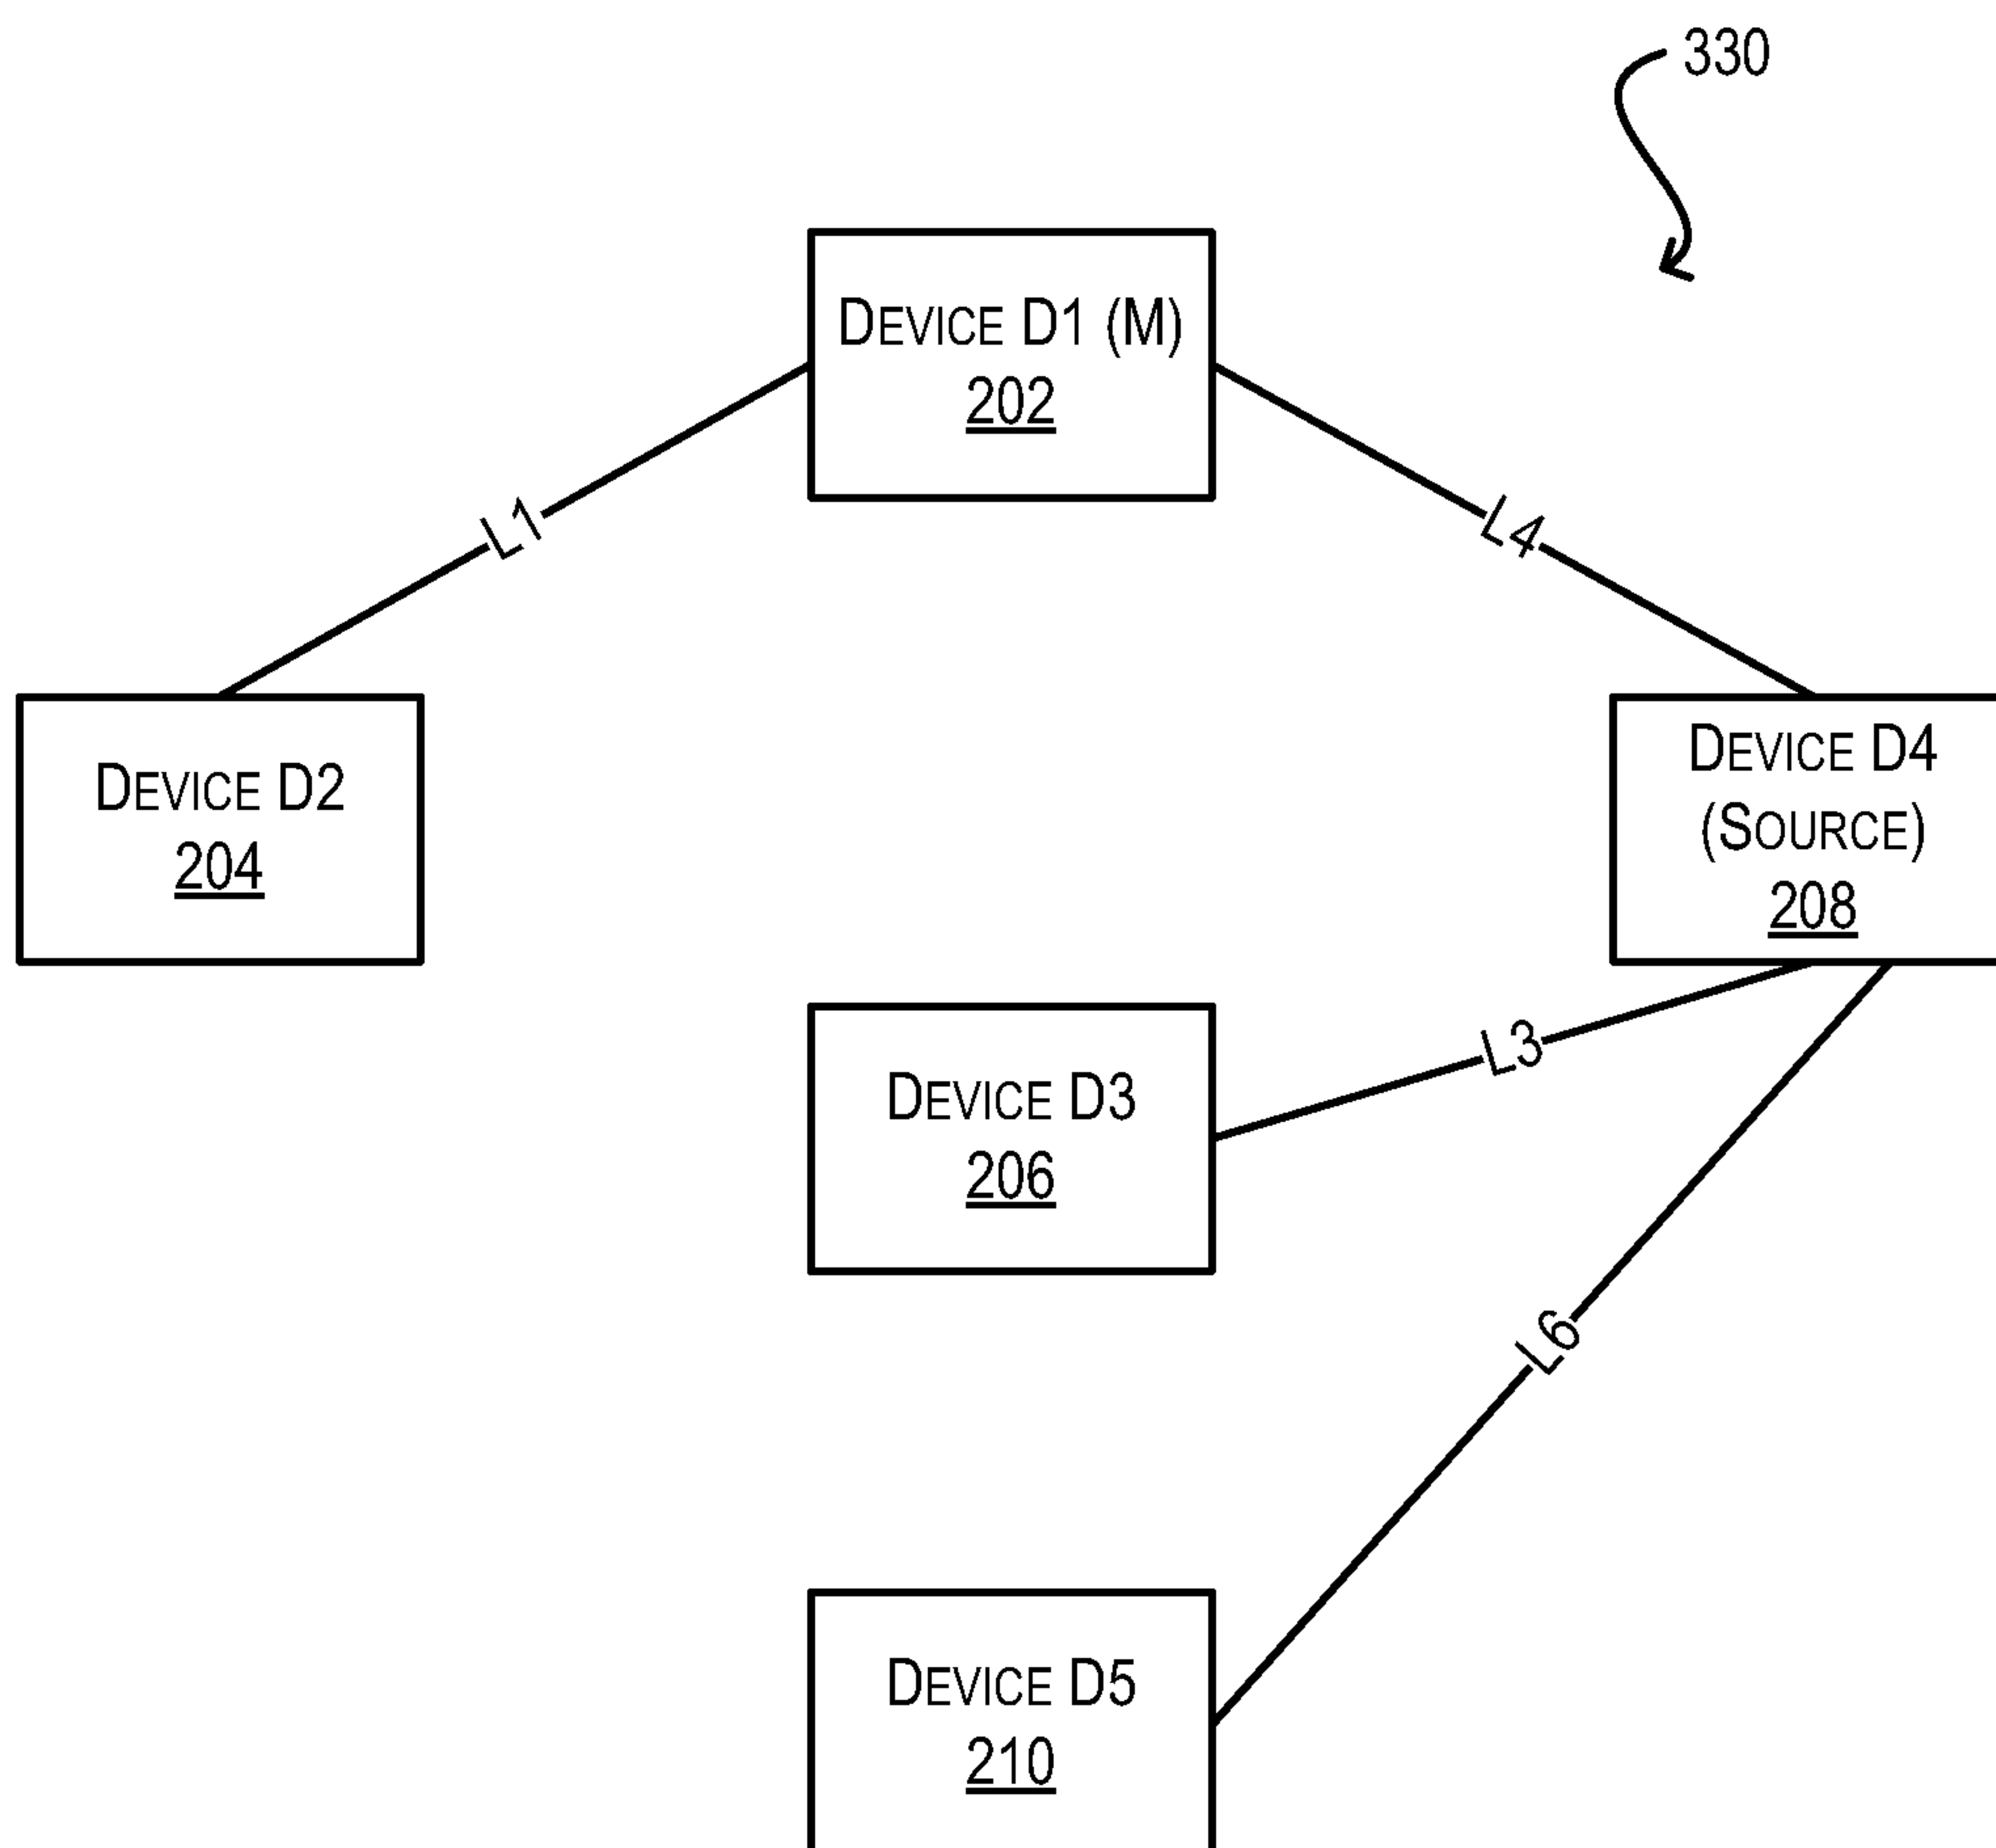 330
DEVICE D1 (M)
202
L1
L4
DEVICE D2
204
DEVICE D4
(SOURCE)
208
DEVICE D3
206
L3
L6
DEVICE D5
210